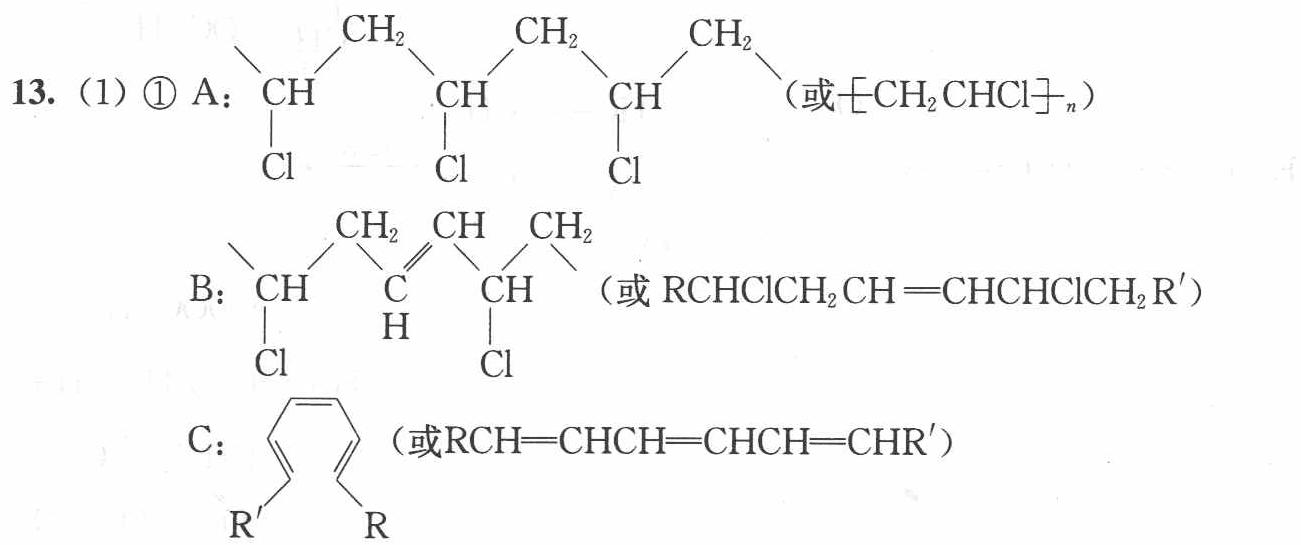 CH₂ CH₂ CH₂
13. (1) ① A: CH CH CH (或⁅CH₂CHCl⁆ₙ)
Cl Cl Cl
CH₂ CH CH₂
B: CH C CH (或 RCHClCH₂CH=CHCHClCH₂R′)
H
Cl Cl
C: (或RCH=CHCH=CHCH=CHR′)
R′ R